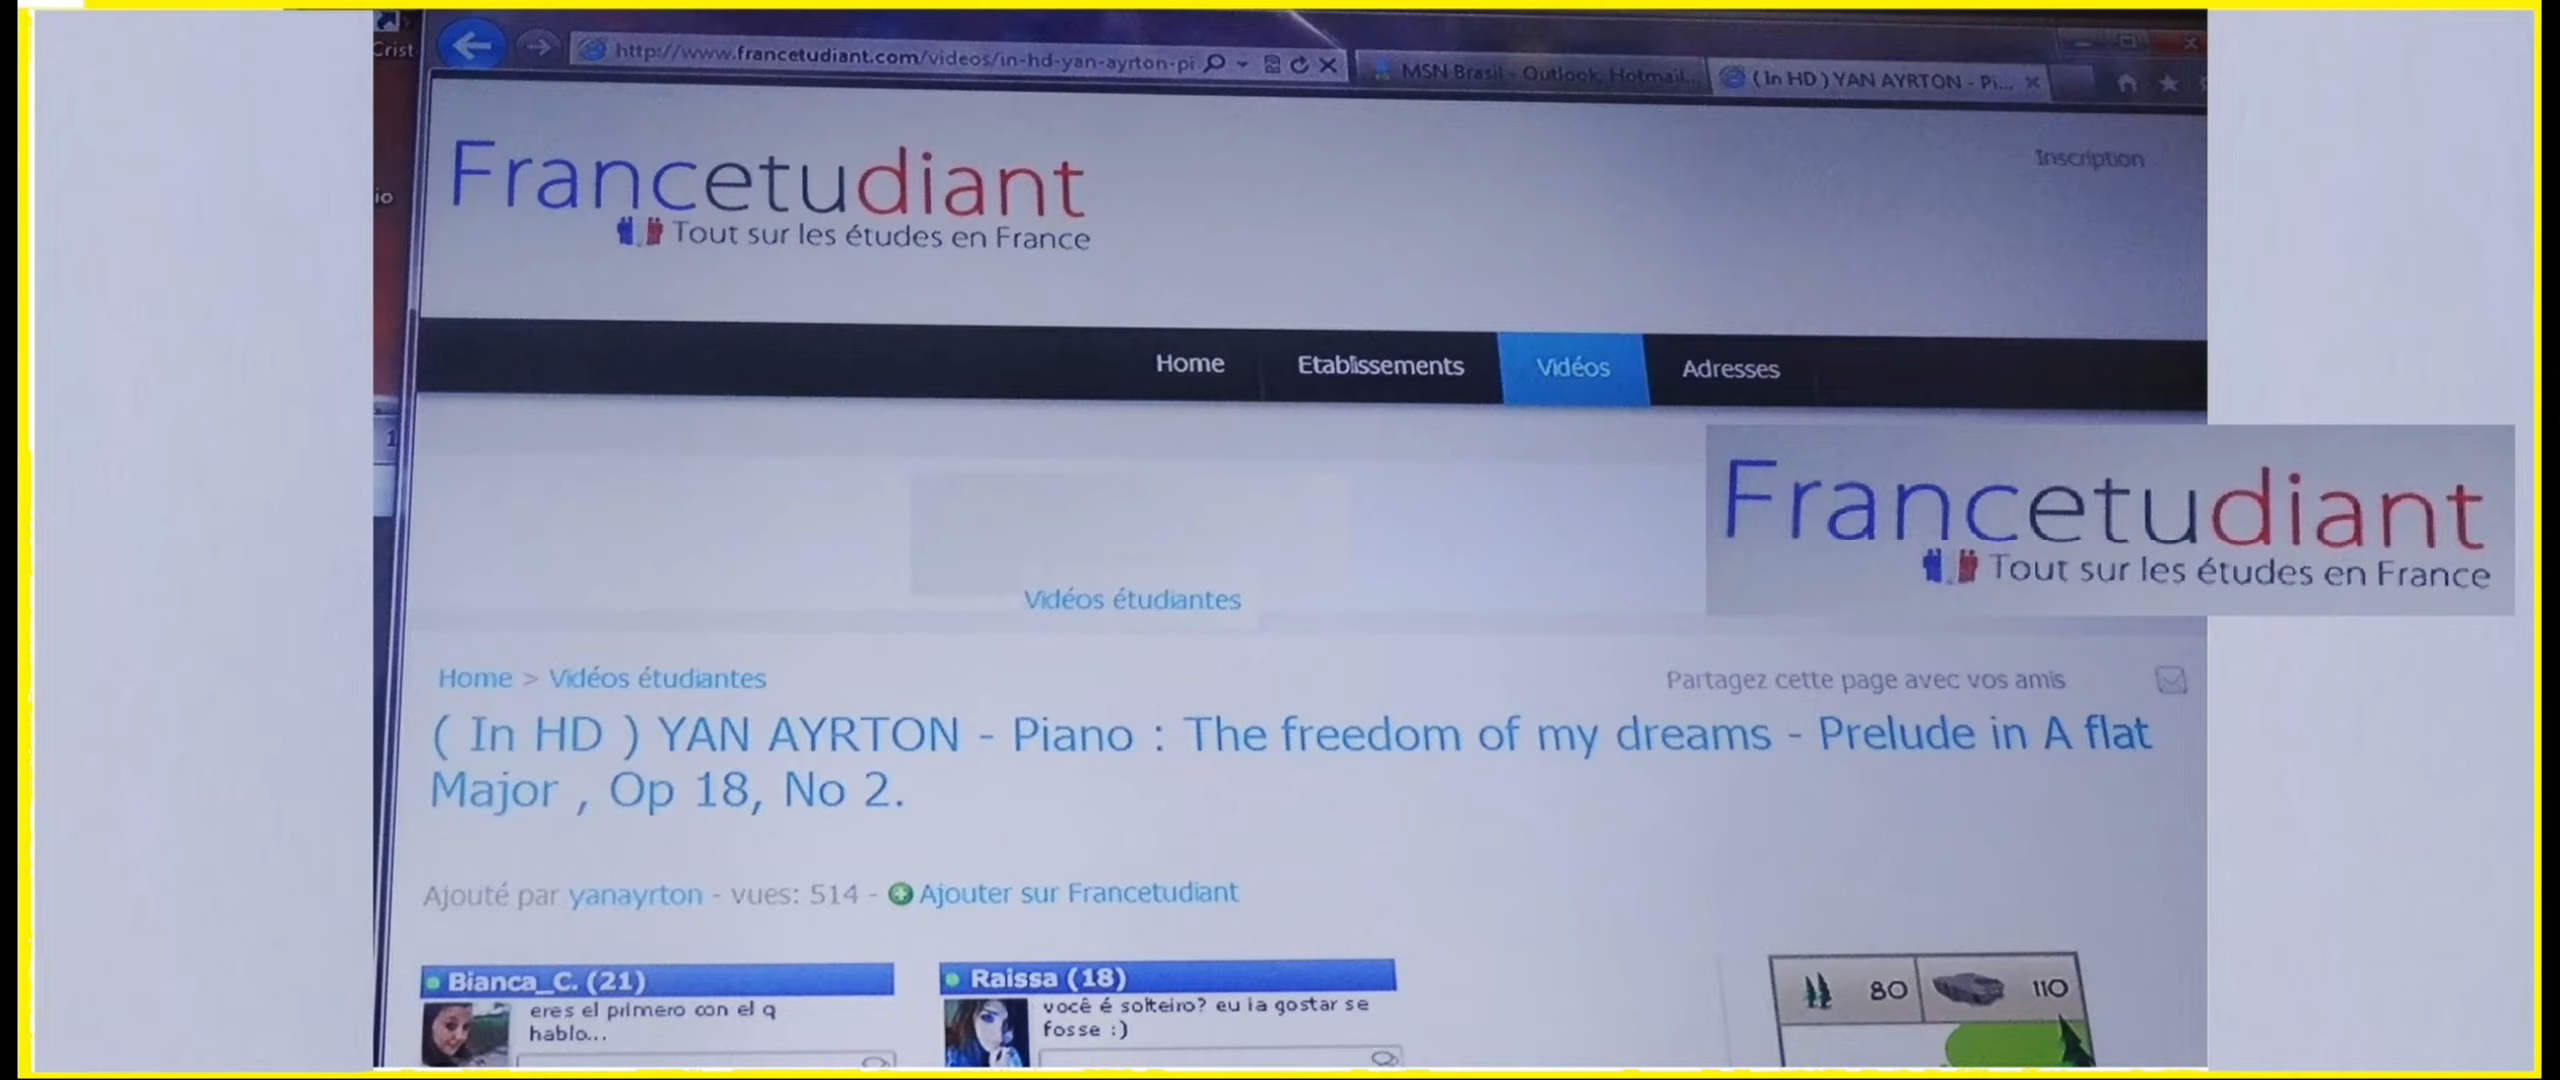 Crist
http://www.francetudiant.com/videos/in-hd-yan-ayrton-pi
MSN Brasil - Outlook, Hotmail...
( In HD ) YAN AYRTON - Pi...
Inscription
io
Francetudiant
Tout sur les études en France
Home
Etablissements
Vidéos
Adresses
1
Francetudiant
Tout sur les études en France
Vidéos étudiantes
Home > Vidéos étudiantes
Partagez cette page avec vos amis
( In HD ) YAN AYRTON - Piano : The freedom of my dreams - Prelude in A flat
Major , Op 18, No 2.
Ajouté par yanayrton - vues: 514 - Ajouter sur Francetudiant
Bianca_C. (21)
eres el primero con el q
hablo...
Raissa (18)
você é solteiro? eu ia gostar se
fosse :)
80
110